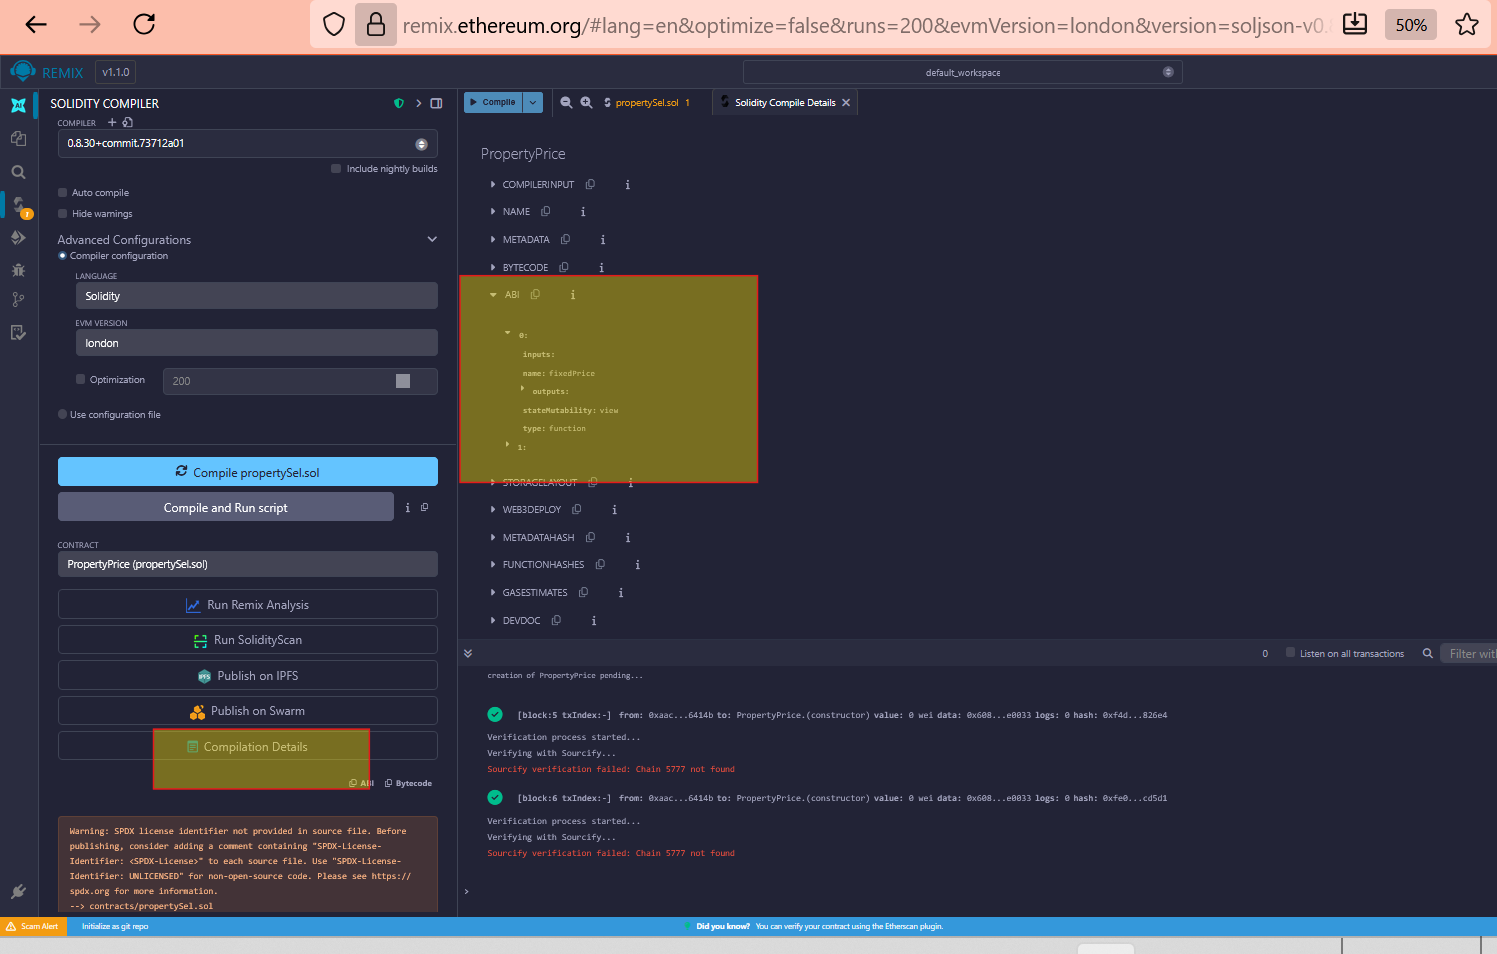 remix.ethereum.org/#lang=en&optimize=false&runs=200&evmVersion=london&version=soljson-v0.8
50%
REMIX v1.1.0
default_workspace
SOLIDITY COMPILER
COMPILER
0.8.30+commit.73712a01
Include nightly builds
Auto compile
Hide warnings
Advanced Configurations
Compiler configuration
LANGUAGE
Solidity
EVM VERSION
london
Optimization
200
Use configuration file
Compile propertySel.sol
Compile and Run script
CONTRACT
PropertyPrice (propertySel.sol)
Run Remix Analysis
Run SolidityScan
Publish on IPFS
Publish on Swarm
Compilation Details
ABI Bytecode
Warning: SPDX license identifier not provided in source file. Before
publishing, consider adding a comment containing "SPDX-License-
Identifier: <SPDX-License>" to each source file. Use "SPDX-License-
Identifier: UNLICENSED" for non-open-source code. Please see https://
spdx.org for more information.
--> contracts/propertySel.sol
Compile
propertySel.sol 1
Solidity Compile Details
PropertyPrice
COMPILERINPUT
NAME
METADATA
BYTECODE
ABI
0:
inputs:
name: fixedPrice
outputs:
stateMutability: view
type: function
1:
STORAGELAYOUT
WEB3DEPLOY
METADATAHASH
FUNCTIONHASHES
GASESTIMATES
DEVDOC
0
Listen on all transactions
Filter with
creation of PropertyPrice pending...
[block:5 txIndex:-] from: 0xaac...6414b to: PropertyPrice.(constructor) value: 0 wei data: 0x608...e0033 logs: 0 hash: 0xf4d...826e4
Verification process started...
Verifying with Sourcify...
Sourcify verification failed: Chain 5777 not found
[block:6 txIndex:-] from: 0xaac...6414b to: PropertyPrice.(constructor) value: 0 wei data: 0x608...e0033 logs: 0 hash: 0xfe0...cd5d1
Verification process started...
Verifying with Sourcify...
Sourcify verification failed: Chain 5777 not found
>
Scam Alert
Initialize as git repo
Did you know? You can verify your contract using the Etherscan plugin.